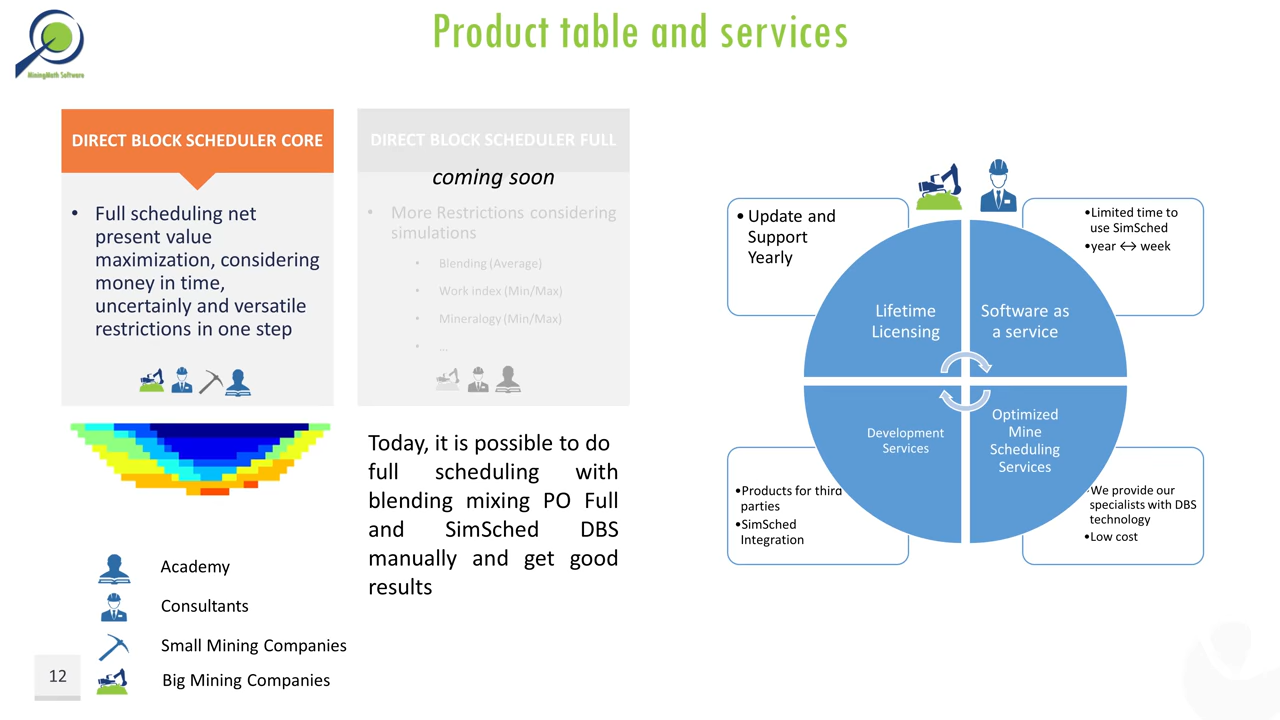 Product table and services
MiningMath Software
DIRECT BLOCK SCHEDULER CORE
• Full scheduling net
present value
maximization, considering
money in time,
uncertainly and versatile
restrictions in one step
DIRECT BLOCK SCHEDULER FULL
coming soon
• More Restrictions considering
simulations
• Blending (Average)
• Work index (Min/Max)
• Mineralogy (Min/Max)
• ...
Today, it is possible to do
full scheduling with
blending mixing PO Full
and SimSched DBS
manually and get good
results
Academy
Consultants
Small Mining Companies
Big Mining Companies
12
• Update and
Support
Yearly
•Limited time to
use SimSched
•year ↔ week
Lifetime
Licensing
Software as
a service
Development
Services
Optimized
Mine
Scheduling
Services
•Products for third
parties
•SimSched
Integration
•We provide our
specialists with DBS
technology
•Low cost